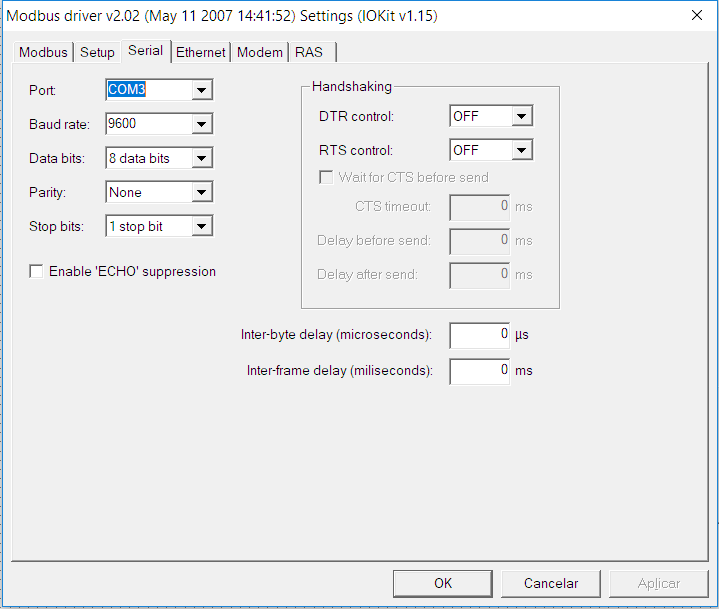 Modbus driver v2.02 (May 11 2007 14:41:52) Settings (IOKit v1.15)
Modbus Setup Serial Ethernet Modem RAS
Port: COM3
Baud rate: 9600
Data bits: 8 data bits
Parity: None
Stop bits: 1 stop bit
Enable 'ECHO' suppression
Handshaking
DTR control: OFF
RTS control: OFF
Wait for CTS before send
CTS timeout: 0 ms
Delay before send: 0 ms
Delay after send: 0 ms
Inter-byte delay (microseconds): 0 µs
Inter-frame delay (miliseconds): 0 ms
OK Cancelar Aplicar